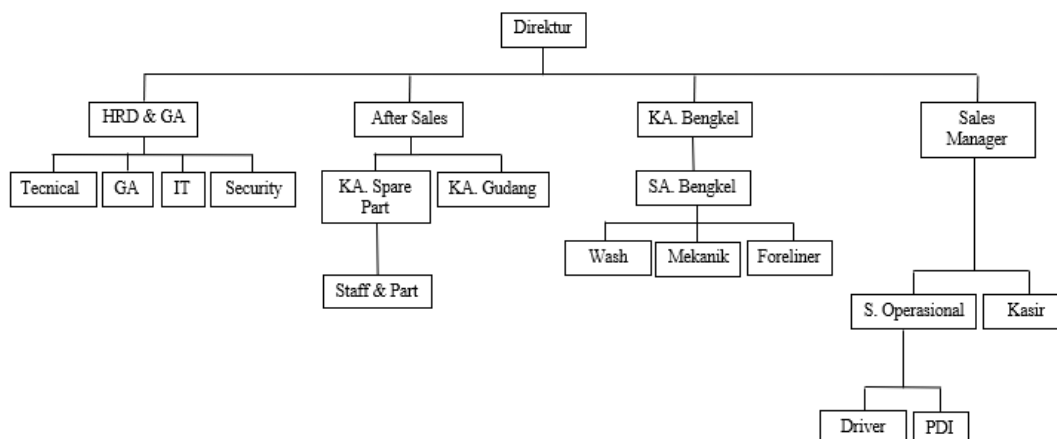 Direktur
HRD & GA
After Sales
KA. Bengkel
Sales
Manager
Tecnical
GA
IT
Security
KA. Spare
Part
KA. Gudang
SA. Bengkel
Wash
Mekanik
Foreliner
Staff & Part
S. Operasional
Kasir
Driver
PDI